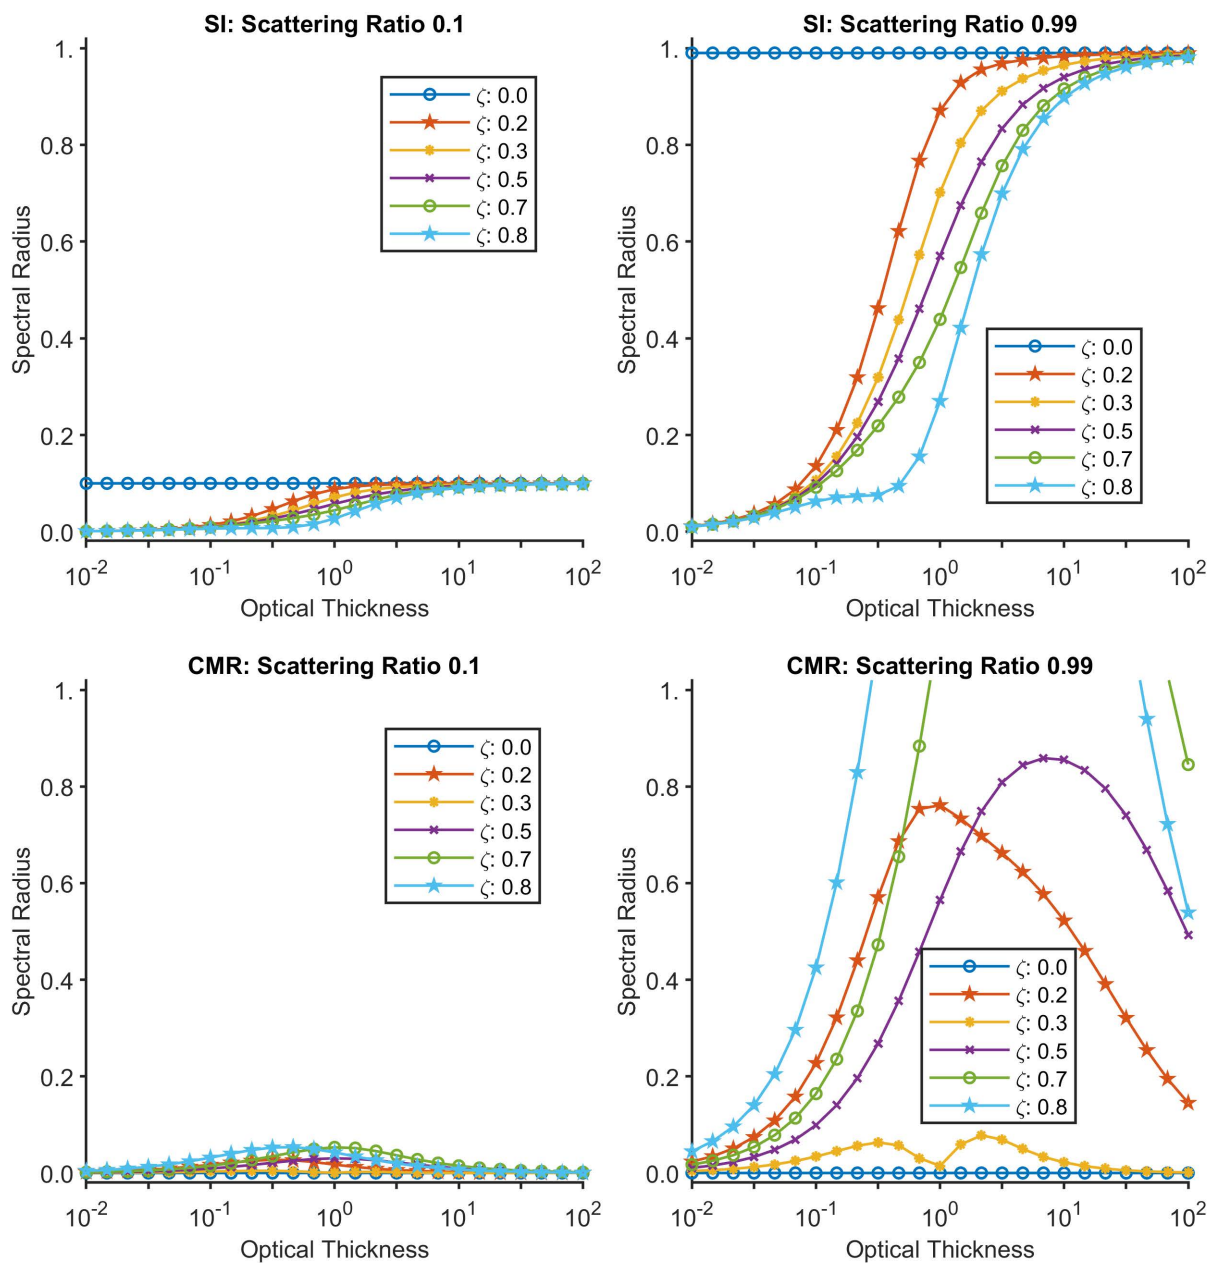 SI: Scattering Ratio 0.1
1.
0.8
0.6
0.4
0.2
0.0
Spectral Radius
ζ: 0.0
ζ: 0.2
ζ: 0.3
ζ: 0.5
ζ: 0.7
ζ: 0.8
10^-2 10^-1 10^0 10^1 10^2
Optical Thickness
SI: Scattering Ratio 0.99
1.
0.8
0.6
0.4
0.2
0.0
Spectral Radius
ζ: 0.0
ζ: 0.2
ζ: 0.3
ζ: 0.5
ζ: 0.7
ζ: 0.8
10^-2 10^-1 10^0 10^1 10^2
Optical Thickness
CMR: Scattering Ratio 0.1
1.
0.8
0.6
0.4
0.2
0.0
Spectral Radius
ζ: 0.0
ζ: 0.2
ζ: 0.3
ζ: 0.5
ζ: 0.7
ζ: 0.8
10^-2 10^-1 10^0 10^1 10^2
Optical Thickness
CMR: Scattering Ratio 0.99
1.
0.8
0.6
0.4
0.2
0.0
Spectral Radius
ζ: 0.0
ζ: 0.2
ζ: 0.3
ζ: 0.5
ζ: 0.7
ζ: 0.8
10^-2 10^-1 10^0 10^1 10^2
Optical Thickness